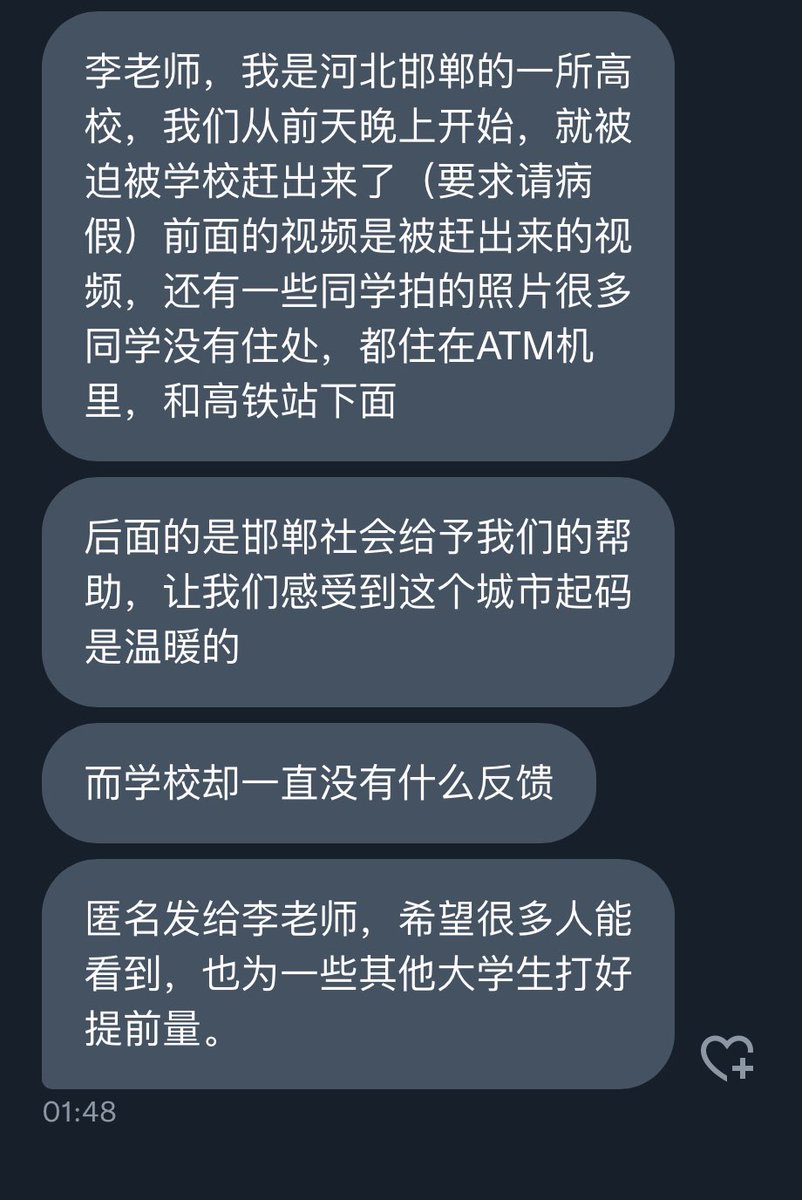 李老师，我是河北邯郸的一所高
校，我们从前天晚上开始，就被
迫被学校赶出来了（要求请病
假）前面的视频是被赶出来的视
频，还有一些同学拍的照片很多
同学没有住处，都住在ATM机
里，和高铁站下面
后面的是邯郸社会给予我们的帮
助，让我们感受到这个城市起码
是温暖的
而学校却一直没有什么反馈
匿名发给李老师，希望很多人能
看到，也为一些其他大学生打好
提前量。
01:48